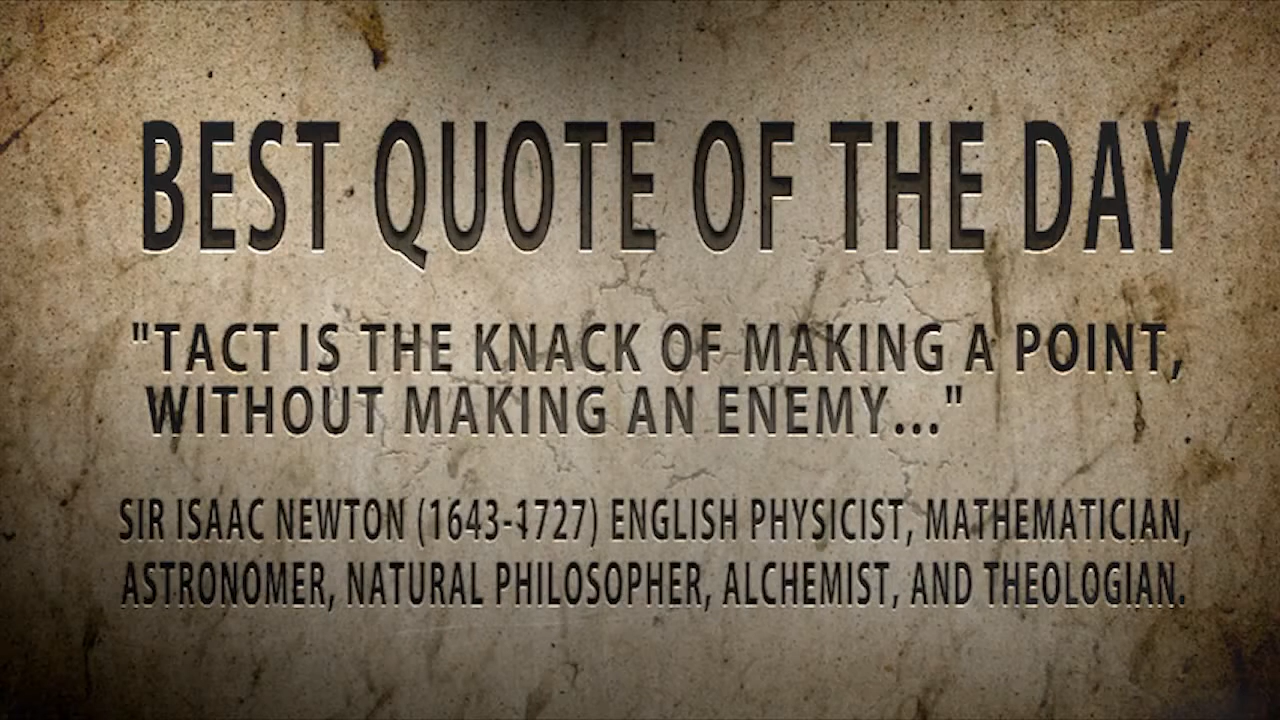 BEST QUOTE OF THE DAY
"TACT IS THE KNACK OF MAKING A POINT,
WITHOUT MAKING AN ENEMY..."
SIR ISAAC NEWTON (1643-1727) ENGLISH PHYSICIST, MATHEMATICIAN,
ASTRONOMER, NATURAL PHILOSOPHER, ALCHEMIST, AND THEOLOGIAN.